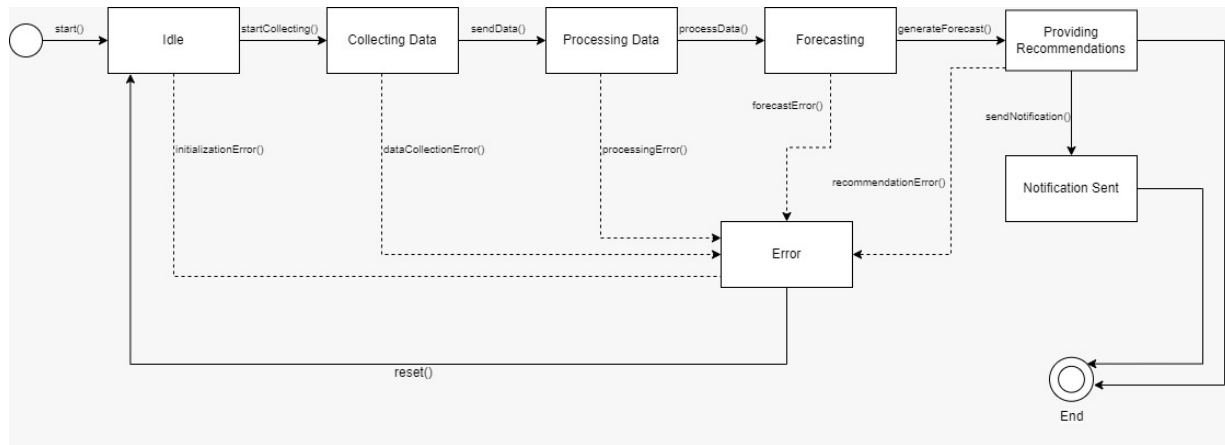 start()
Idle
startCollecting()
Collecting Data
sendData()
Processing Data
processData()
Forecasting
generateForecast()
Providing
Recommendations
forecastError()
sendNotification()
initializationError()
dataCollectionError()
processingError()
recommendationError()
Notification Sent
Error
reset()
End